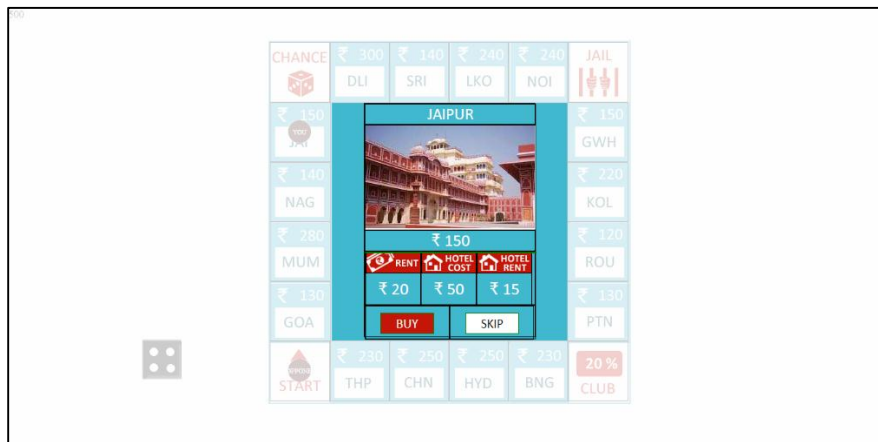 CHANCE
₹ 300
DLI
₹ 140
SRI
₹ 240
LKO
₹ 240
NOI
JAIL
₹ 150
YOU
JAI
₹ 140
NAG
₹ 280
MUM
₹ 130
GOA
JAIPUR
₹ 150
RENT
HOTEL COST
HOTEL RENT
₹ 20
₹ 50
₹ 15
BUY
SKIP
₹ 150
GWH
₹ 220
KOL
₹ 120
ROU
₹ 130
PTN
START
₹ 230
THP
₹ 250
CHN
₹ 250
HYD
₹ 230
BNG
20 %
CLUB